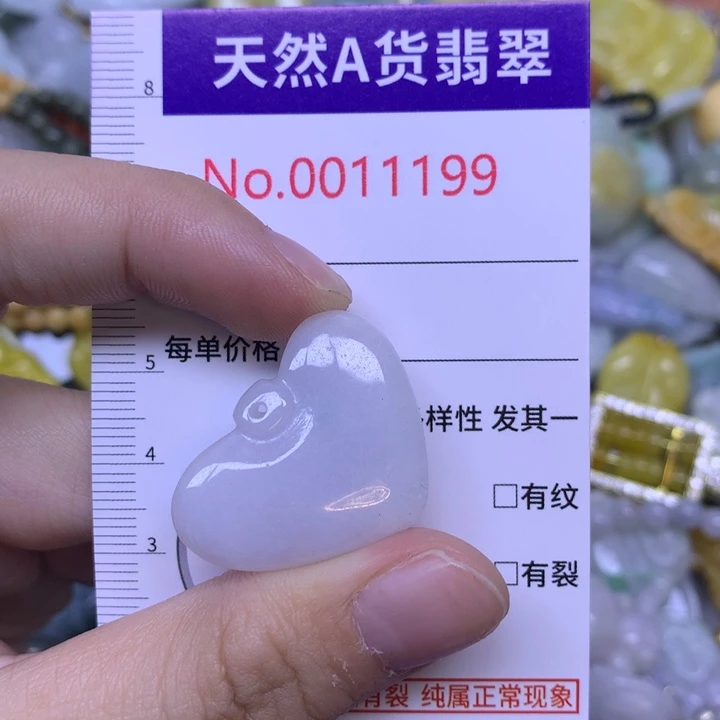 天然A货翡翠
8
No.0011199
每单价格
5
样性 发其一
4
□有纹
3
□有裂
有裂 纯属正常现象